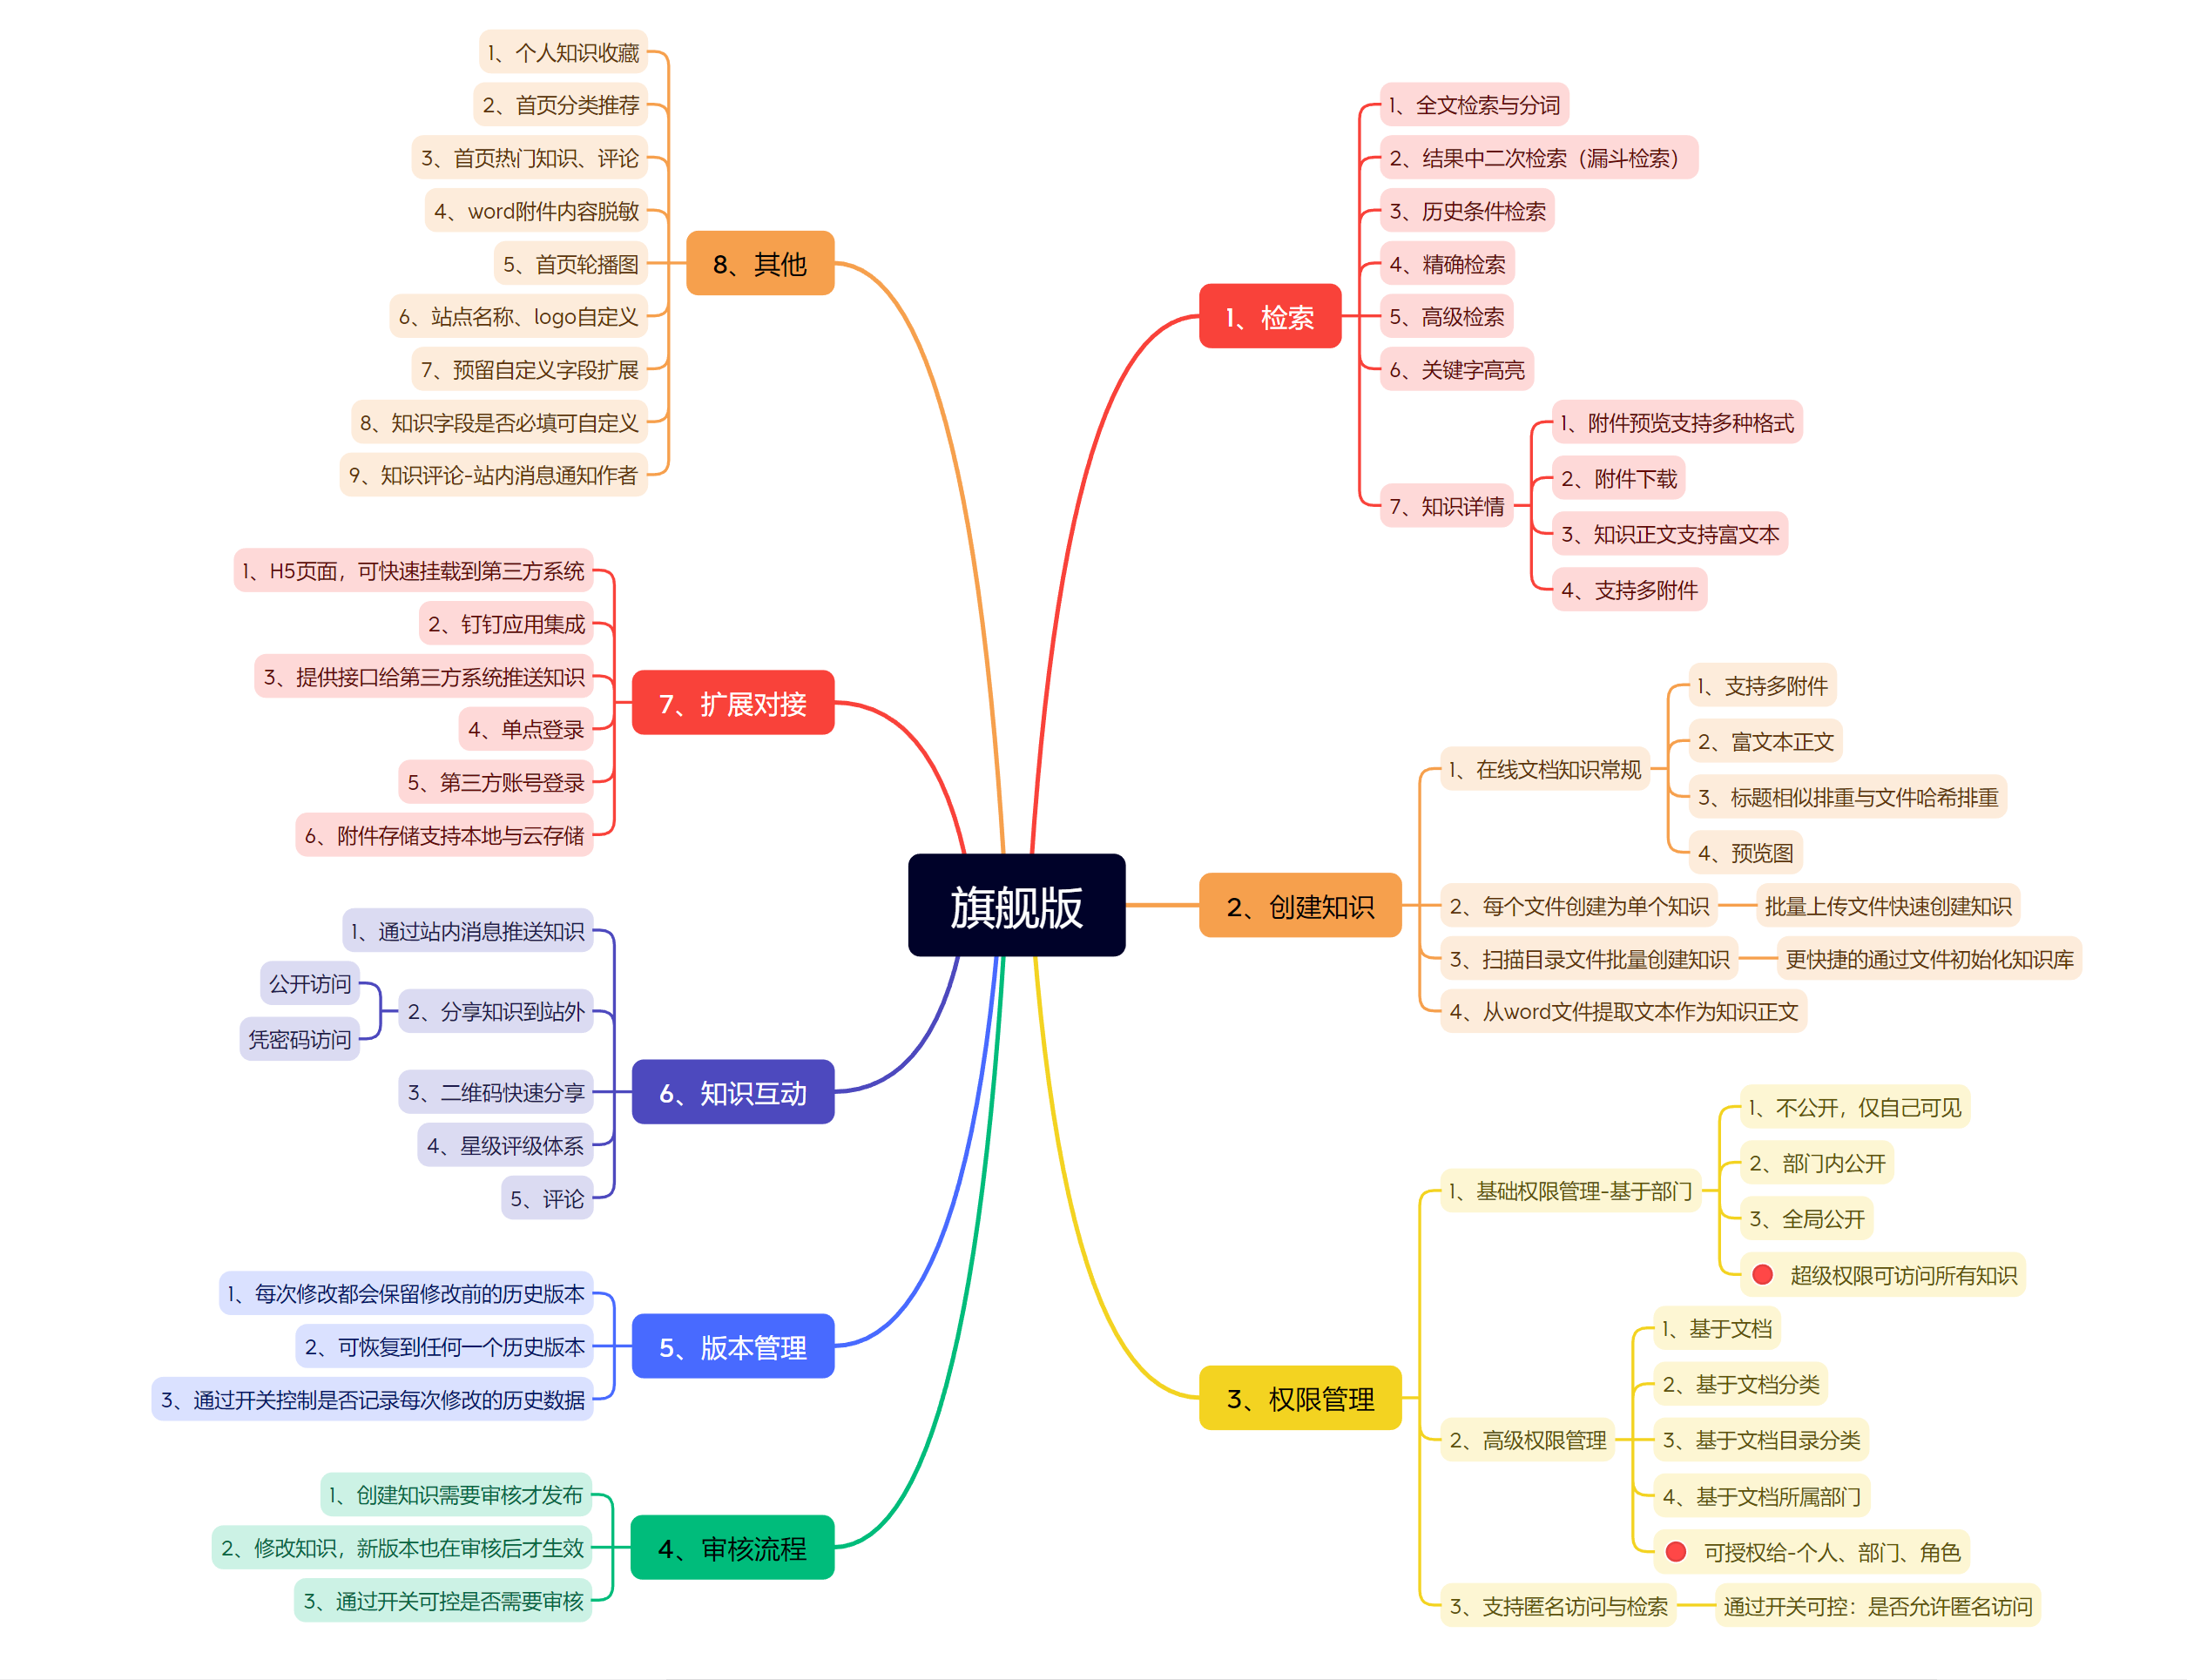 旗舰版
1、检索
1、全文检索与分词
2、结果中二次检索（漏斗检索）
3、历史条件检索
4、精确检索
5、高级检索
6、关键字高亮
7、知识详情
1、附件预览支持多种格式
2、附件下载
3、知识正文支持富文本
4、支持多附件
2、创建知识
1、在线文档知识常规
1、支持多附件
2、富文本正文
3、标题相似排重与文件哈希排重
4、预览图
2、每个文件创建为单个知识
批量上传文件快速创建知识
3、扫描目录文件批量创建知识
更快捷的通过文件初始化知识库
4、从word文件提取文本作为知识正文
3、权限管理
1、基础权限管理-基于部门
1、不公开，仅自己可见
2、部门内公开
3、全局公开
超级权限可访问所有知识
2、高级权限管理
1、基于文档
2、基于文档分类
3、基于文档目录分类
4、基于文档所属部门
可授权给-个人、部门、角色
3、支持匿名访问与检索
通过开关可控：是否允许匿名访问
4、审核流程
1、创建知识需要审核才发布
2、修改知识，新版本也在审核后才生效
3、通过开关可控是否需要审核
5、版本管理
1、每次修改都会保留修改前的历史版本
2、可恢复到任何一个历史版本
3、通过开关控制是否记录每次修改的历史数据
6、知识互动
1、通过站内消息推送知识
2、分享知识到站外
公开访问
凭密码访问
3、二维码快速分享
4、星级评级体系
5、评论
7、扩展对接
1、H5页面，可快速挂载到第三方系统
2、钉钉应用集成
3、提供接口给第三方系统推送知识
4、单点登录
5、第三方账号登录
6、附件存储支持本地与云存储
8、其他
1、个人知识收藏
2、首页分类推荐
3、首页热门知识、评论
4、word附件内容脱敏
5、首页轮播图
6、站点名称、logo自定义
7、预留自定义字段扩展
8、知识字段是否必填可自定义
9、知识评论-站内消息通知作者